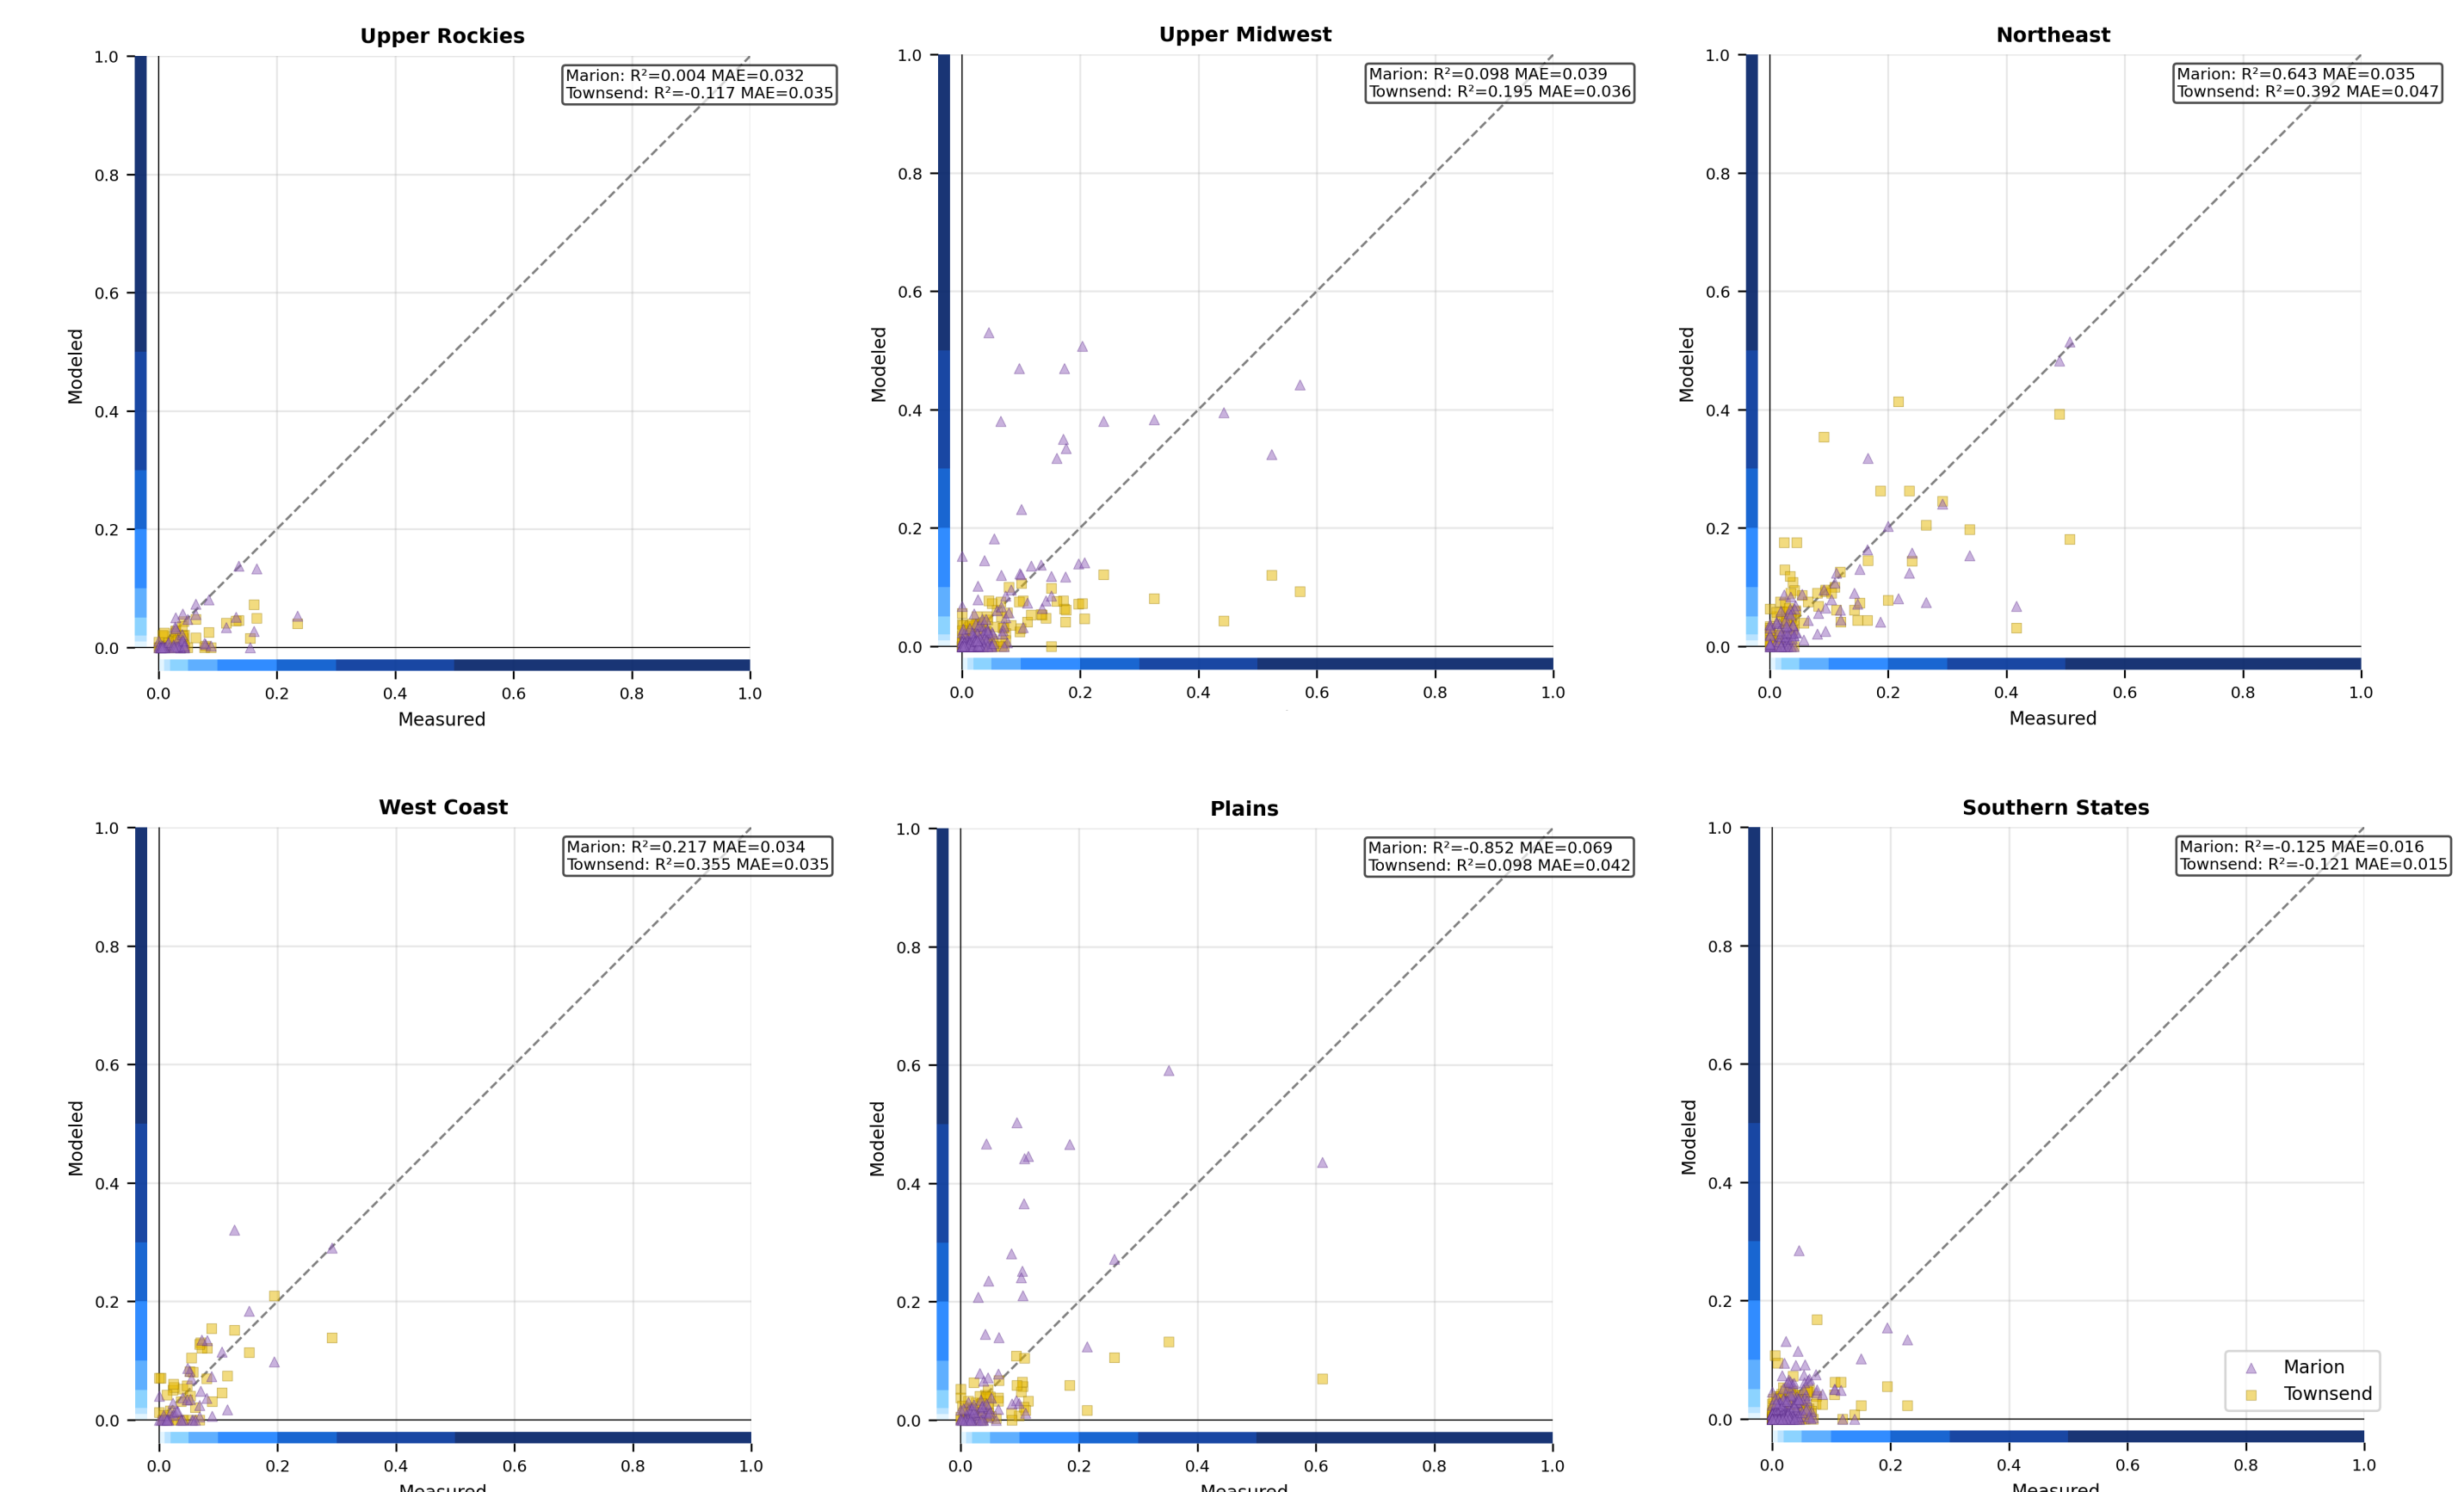 Upper Rockies
Marion: R²=0.004 MAE=0.032
Townsend: R²=-0.117 MAE=0.035
1.0
0.8
0.6
0.4
0.2
0.0
Modeled
0.0 0.2 0.4 0.6 0.8 1.0
Measured
Upper Midwest
Marion: R²=0.098 MAE=0.039
Townsend: R²=0.195 MAE=0.036
1.0
0.8
0.6
0.4
0.2
0.0
Modeled
0.0 0.2 0.4 0.6 0.8 1.0
Northeast
Marion: R²=0.643 MAE=0.035
Townsend: R²=0.392 MAE=0.047
1.0
0.8
0.6
0.4
0.2
0.0
Modeled
0.0 0.2 0.4 0.6 0.8 1.0
Measured
West Coast
Marion: R²=0.217 MAE=0.034
Townsend: R²=0.355 MAE=0.035
1.0
0.8
0.6
0.4
0.2
0.0
Modeled
0.0 0.2 0.4 0.6 0.8 1.0
Measured
Plains
Marion: R²=-0.852 MAE=0.069
Townsend: R²=0.098 MAE=0.042
1.0
0.8
0.6
0.4
0.2
0.0
Modeled
0.0 0.2 0.4 0.6 0.8 1.0
Measured
Southern States
Marion: R²=-0.125 MAE=0.016
Townsend: R²=-0.121 MAE=0.015
1.0
0.8
0.6
0.4
0.2
0.0
Modeled
Marion
Townsend
0.0 0.2 0.4 0.6 0.8 1.0
Measured